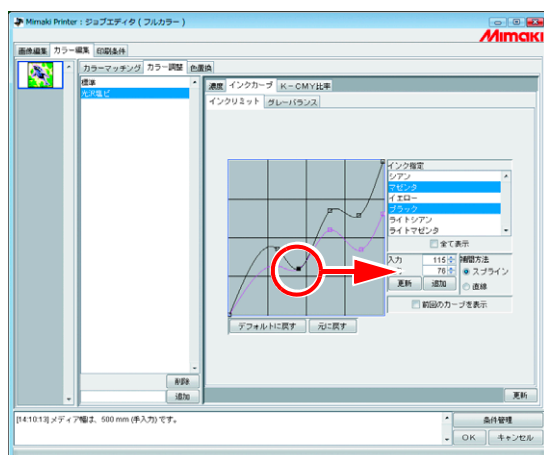 Mimaki Printer : ジョブエディタ ( フルカラー )
Mimaki
画像編集 カラー編集 印刷条件
カラーマッチング カラー調整 色置換
標準
光沢塩ビ
濃度 インクカーブ K-CMY比率
インクリミット グレーバランス
インク指定
シアン
マゼンタ
イエロー
ブラック
ライトシアン
ライトマゼンタ
全て表示
入力 115 補間方法
76 スプライン
更新 追加 直線
前回のカーブを表示
デフォルトに戻す 元に戻す
削除
追加
更新
[14:10:13] メディア幅は、500 mm (手入力) です。
条件管理
OK キャンセル